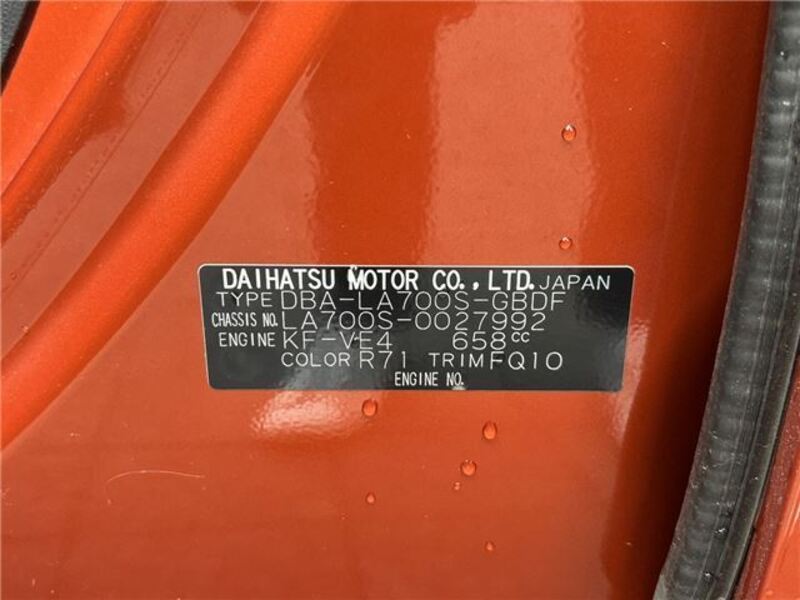 DAIHATSU MOTOR CO., LTD. JAPAN
TYPE DBA-LA700S-GBDF
CHASSIS NO. LA700S-0027992
ENGINE KF-VE4 658cc
COLOR R71 TRIM FQ10
ENGINE NO.